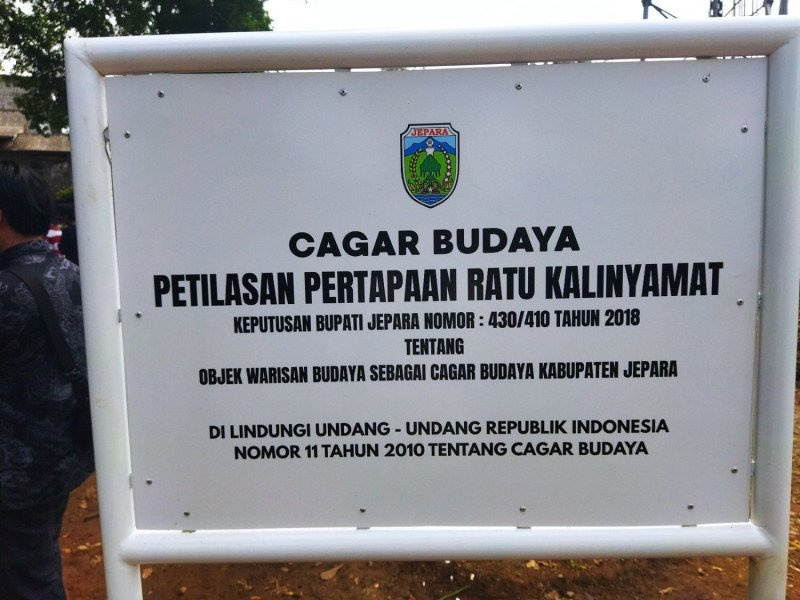 JEPARA
CAGAR BUDAYA
PETILASAN PERTAPAAN RATU KALINYAMAT
KEPUTUSAN BUPATI JEPARA NOMOR : 430/410 TAHUN 2018
TENTANG
OBJEK WARISAN BUDAYA SEBAGAI CAGAR BUDAYA KABUPATEN JEPARA
DI LINDUNGI UNDANG - UNDANG REPUBLIK INDONESIA
NOMOR 11 TAHUN 2010 TENTANG CAGAR BUDAYA